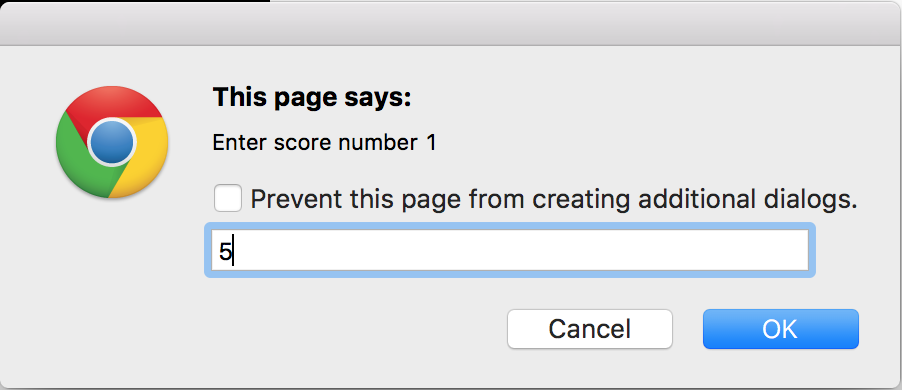 This page says:
Enter score number 1
Prevent this page from creating additional dialogs.
5
Cancel
OK